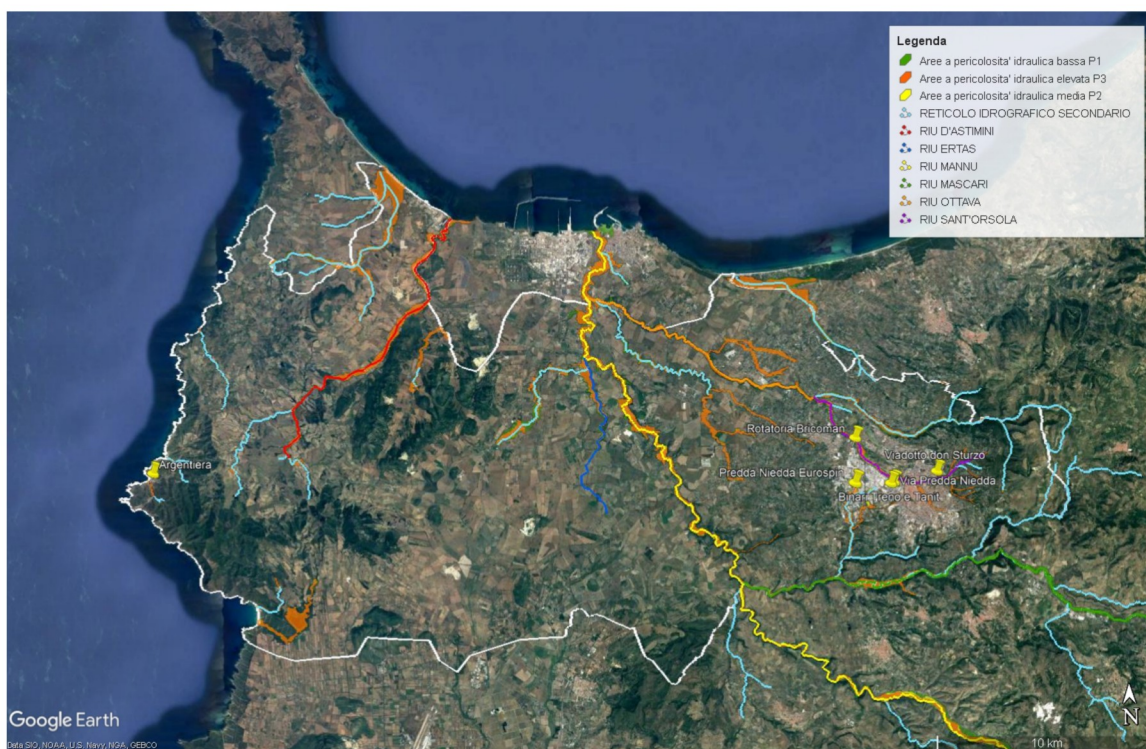 Legenda
Aree a pericolosita' idraulica bassa P1
Aree a pericolosita' idraulica elevata P3
Aree a pericolosita' idraulica media P2
RETICOLO IDROGRAFICO SECONDARIO
RIU D'ASTIMINI
RIU ERTAS
RIU MANNU
RIU MASCARI
RIU OTTAVA
RIU SANT'ORSOLA
Rotatoria Bricoman
Viadotto don Sturzo
Argentiera
Predda Niedda Eurospin
Via Predda Niedda
Binari Trepo e Tanit
N
Google Earth
10 km
Data SIO, NOAA, U.S. Navy, NGA, GEBCO